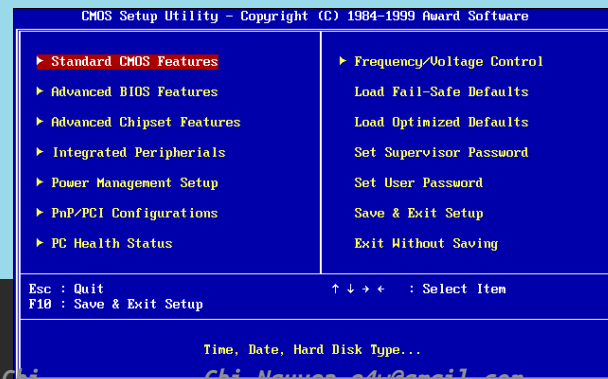 CMOS Setup Utility - Copyright (C) 1984-1999 Award Software
▶ Standard CMOS Features
▶ Advanced BIOS Features
▶ Advanced Chipset Features
▶ Integrated Peripherials
▶ Power Management Setup
▶ PnP/PCI Configurations
▶ PC Health Status
▶ Frequency/Voltage Control
Load Fail-Safe Defaults
Load Optimized Defaults
Set Supervisor Password
Set User Password
Save & Exit Setup
Exit Without Saving
Esc : Quit
F10 : Save & Exit Setup
↑ ↓ → ← : Select Item
Time, Date, Hard Disk Type...